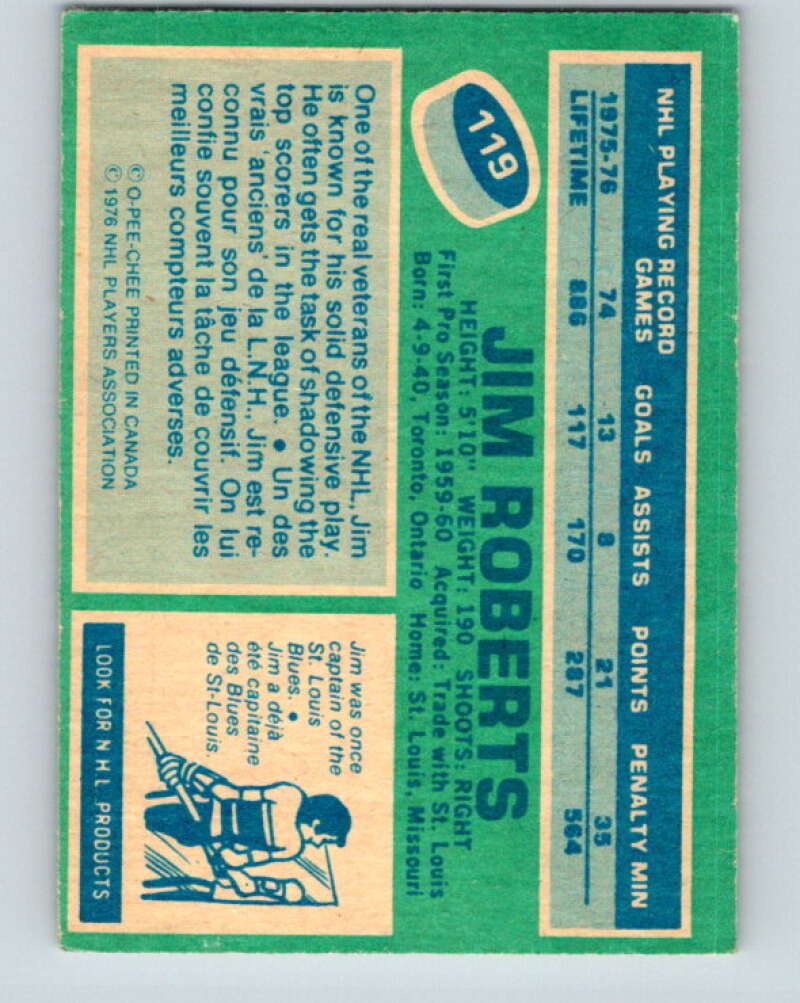 NHL PLAYING RECORD
GAMES GOALS ASSISTS POINTS PENALTY MIN
1975-76 74 13 8 21 35
LIFETIME 866 117 170 287 564
119
JIM ROBERTS
HEIGHT: 5'10" WEIGHT: 190 SHOOTS: RIGHT
First Pro Season: 1959-60 Acquired: Trade with St. Louis
Born: 4-9-40, Toronto, Ontario Home: St. Louis, Missouri
One of the real veterans of the NHL, Jim
is known for his solid defensive play.
He often gets the task of shadowing the
top scorers in the league. • Un des
vrais 'anciens' de la L.N.H., Jim est re-
connu pour son jeu défensif. On lui
confie souvent la tâche de couvrir les
meilleurs compteurs adverses.
© O-PEE-CHEE PRINTED IN CANADA
© 1976 NHL PLAYERS ASSOCIATION
Jim was once
captain of the
St. Louis
Blues. •
Jim a déjà
été capitaine
des Blues
de St-Louis.
LOOK FOR N H L PRODUCTS